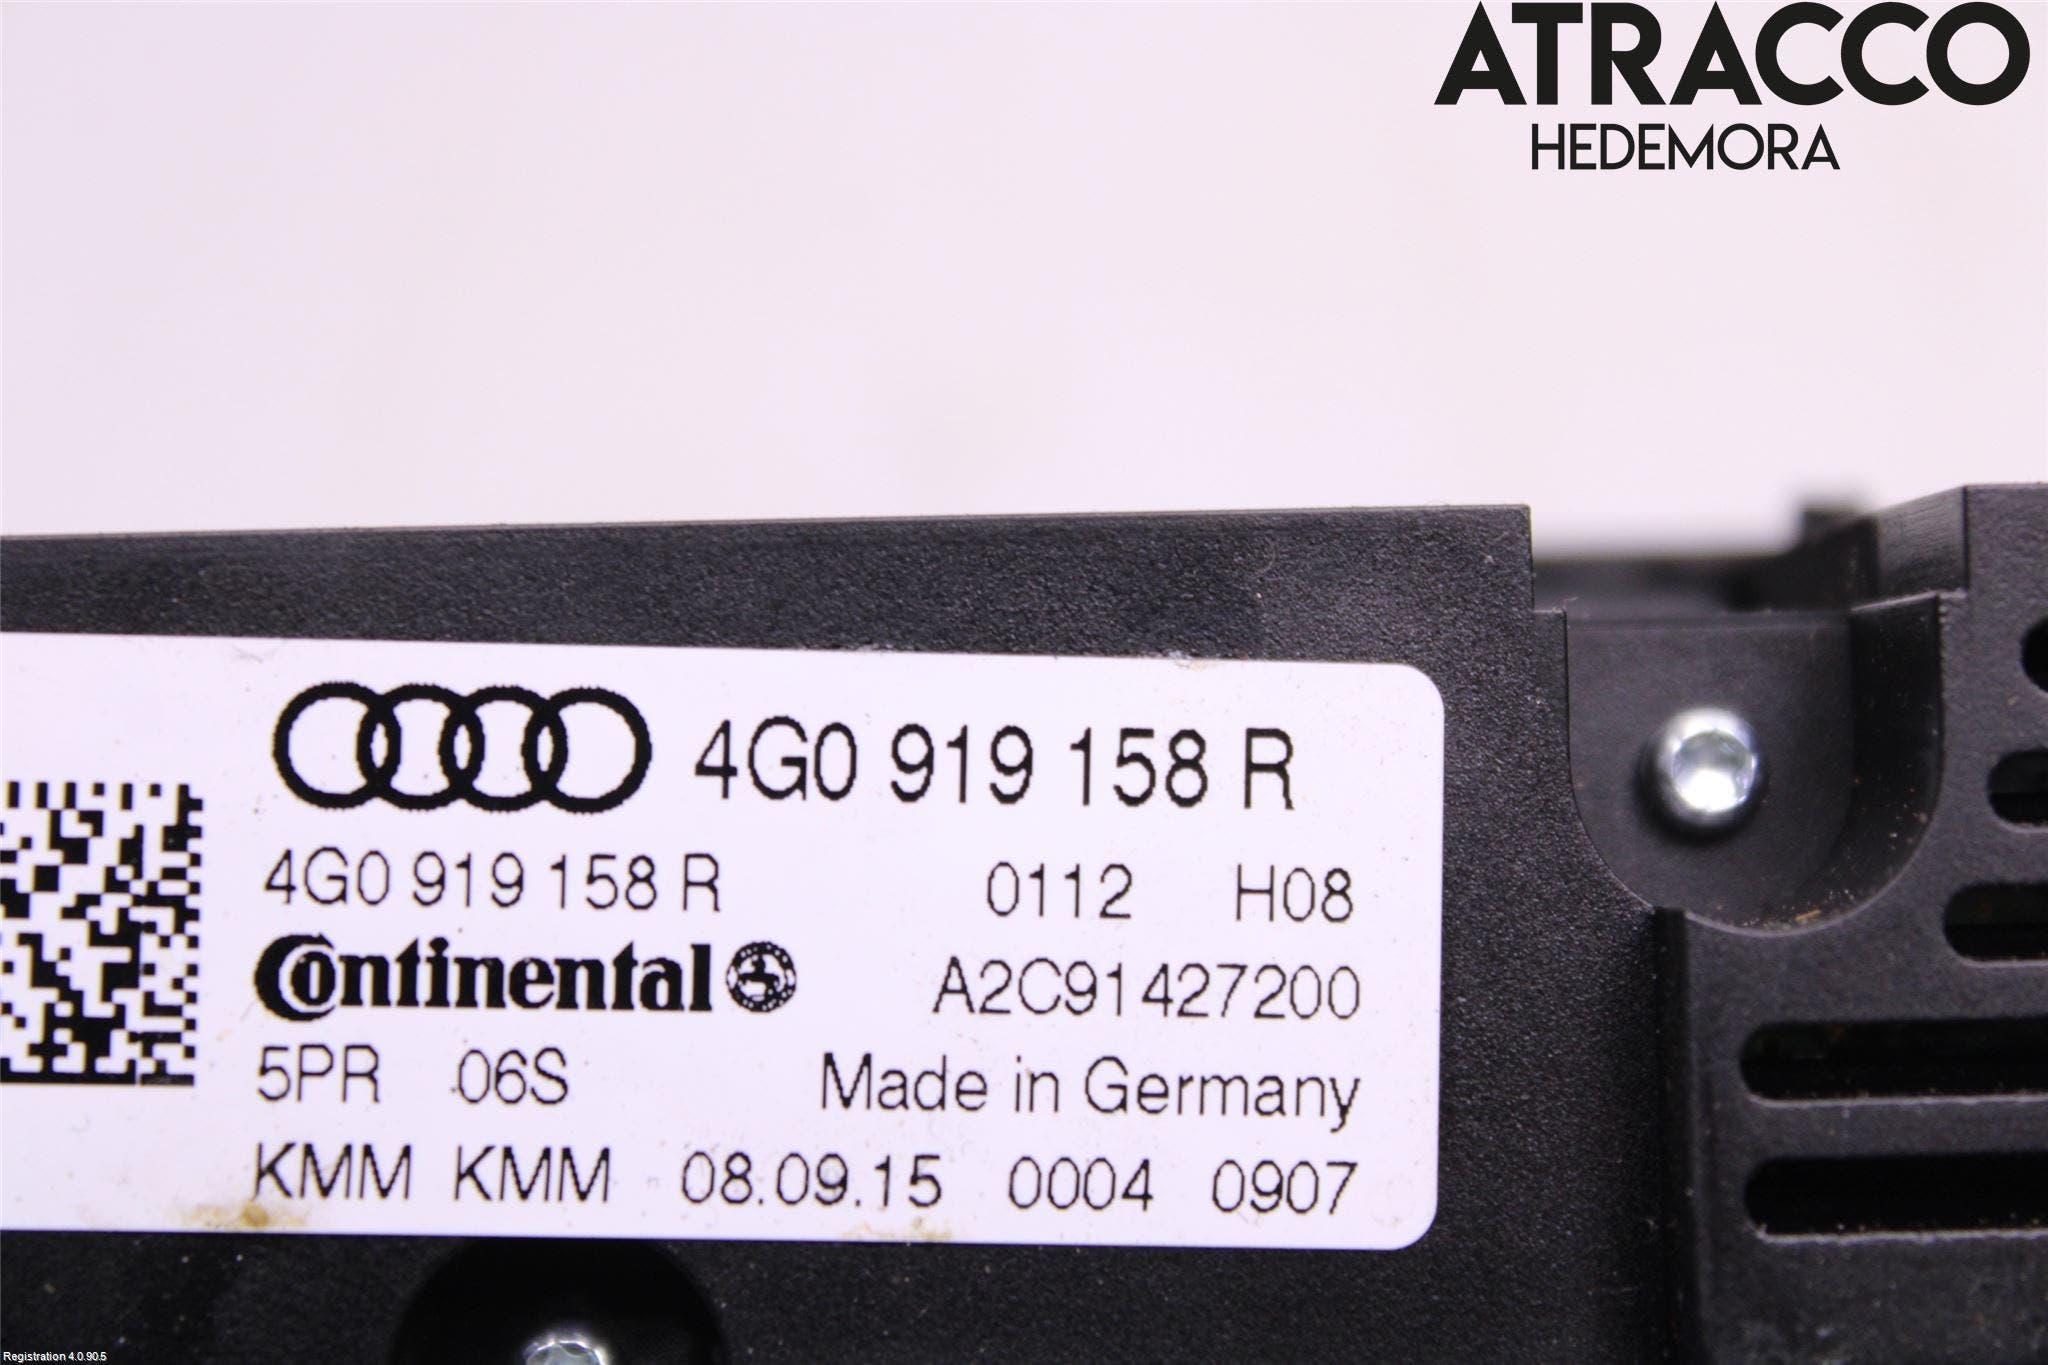 ATRACCO
HEDEMORA
4G0 919 158 R
4G0 919 158 R 0112 H08
Continental A2C91427200
5PR 06S Made in Germany
KMM KMM 08.09.15 0004 0907
Registration 4.0.90.5